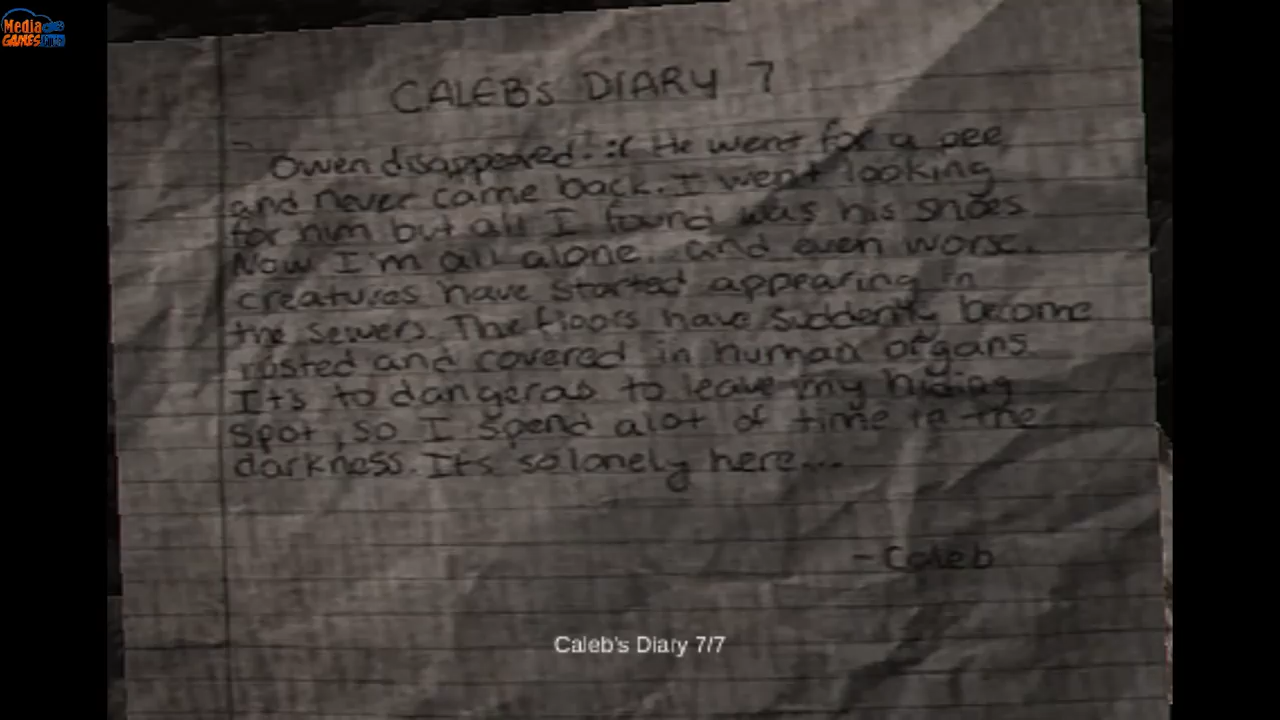 Media
GAMES
CALEBs DIARY 7
Owen disappeared. :( He went for a pee
and never came back. I went looking
for him but all I found was his shoes
Now I'm all alone.. and even worse.
creatures have started appearing in
the sewers. The floors have suddenly become
rusted and covered in human organs
It's to dangeras to leave my hiding
spot, so I spend alot of time in the
darkness. It's so lonely here....
- Caleb
Caleb's Diary 7/7